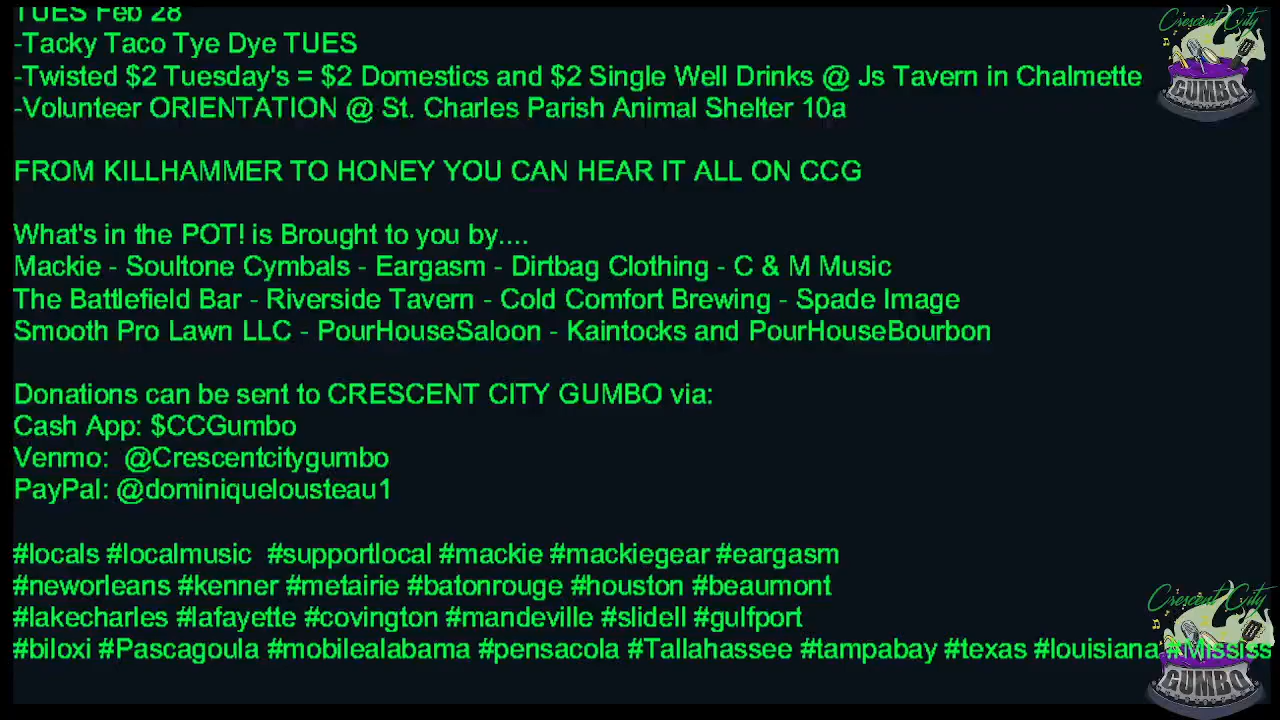 TUES Feb 28
-Tacky Taco Tye Dye TUES
-Twisted $2 Tuesday's = $2 Domestics and $2 Single Well Drinks @ Js Tavern in Chalmette
-Volunteer ORIENTATION @ St. Charles Parish Animal Shelter 10a
FROM KILLHAMMER TO HONEY YOU CAN HEAR IT ALL ON CCG
What's in the POT! is Brought to you by....
Mackie - Soultone Cymbals - Eargasm - Dirtbag Clothing - C & M Music
The Battlefield Bar - Riverside Tavern - Cold Comfort Brewing - Spade Image
Smooth Pro Lawn LLC - PourHouseSaloon - Kaintocks and PourHouseBourbon
Donations can be sent to CRESCENT CITY GUMBO via:
Cash App: $CCGumbo
Venmo:  @Crescentcitygumbo
PayPal: @dominiquelousteau1
#locals #localmusic  #supportlocal #mackie #mackiegear #eargasm
#neworleans #kenner #metairie #batonrouge #houston #beaumont
#lakecharles #lafayette #covington #mandeville #slidell #gulfport
#biloxi #Pascagoula #mobilealabama #pensacola #Tallahassee #tampabay #texas #louisiana #Mississ
Crescent City
GUMBO
Crescent City
GUMBO